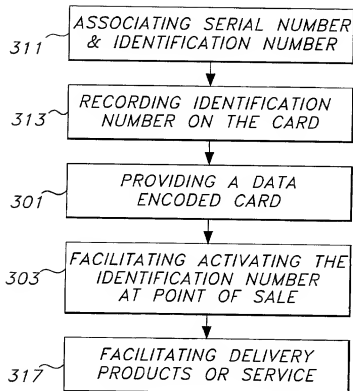 311
ASSOCIATING SERIAL NUMBER
& IDENTIFICATION NUMBER
313
RECORDING IDENTIFICATION
NUMBER ON THE CARD
301
PROVIDING A DATA
ENCODED CARD
303
FACILITATING ACTIVATING THE
IDENTIFICATION NUMBER
AT POINT OF SALE
317
FACILITATING DELIVERY
PRODUCTS OR SERVICE